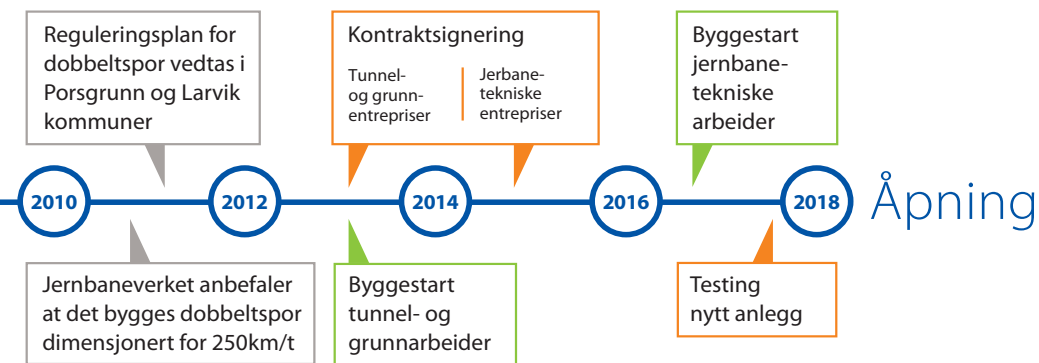 Reguleringsplan for
dobbeltspor vedtas i
Porsgrunn og Larvik
kommuner
Kontraktsignering
Tunnel-
og grunn-
entrepriser
Jerbane-
tekniske
entrepriser
Byggestart
jernbane-
tekniske
arbeider
2010
2012
2014
2016
2018
Åpning
Jernbaneverket anbefaler
at det bygges dobbeltspor
dimensjonert for 250km/t
Byggestart
tunnel- og
grunnarbeider
Testing
nytt anlegg